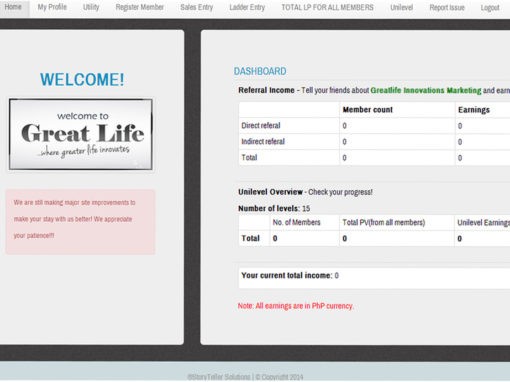 Home My Profile Utility Register Member Sales Entry Ladder Entry TOTAL LP FOR ALL MEMBERS Unilevel Report Issue Logout
WELCOME!
welcome to
Great Life
...where greater life innovates
We are still making major site improvements to
make your stay with us better! We appreciate
your patience!!!!
DASHBOARD
Referral Income - Tell your friends about Greatlife Innovations Marketing and earn
Member count Earnings
Direct referal 0 0
Indirect referal 0 0
Total 0 0
Unilevel Overview - Check your progress!
Number of levels: 15
No. of Members Total PV(from all members) Unilevel Earnings
Total 0 0 0
Your current total income: 0
Note: All earnings are in PhP currency.
©StoryTeller Solutions | © Copyright 2014